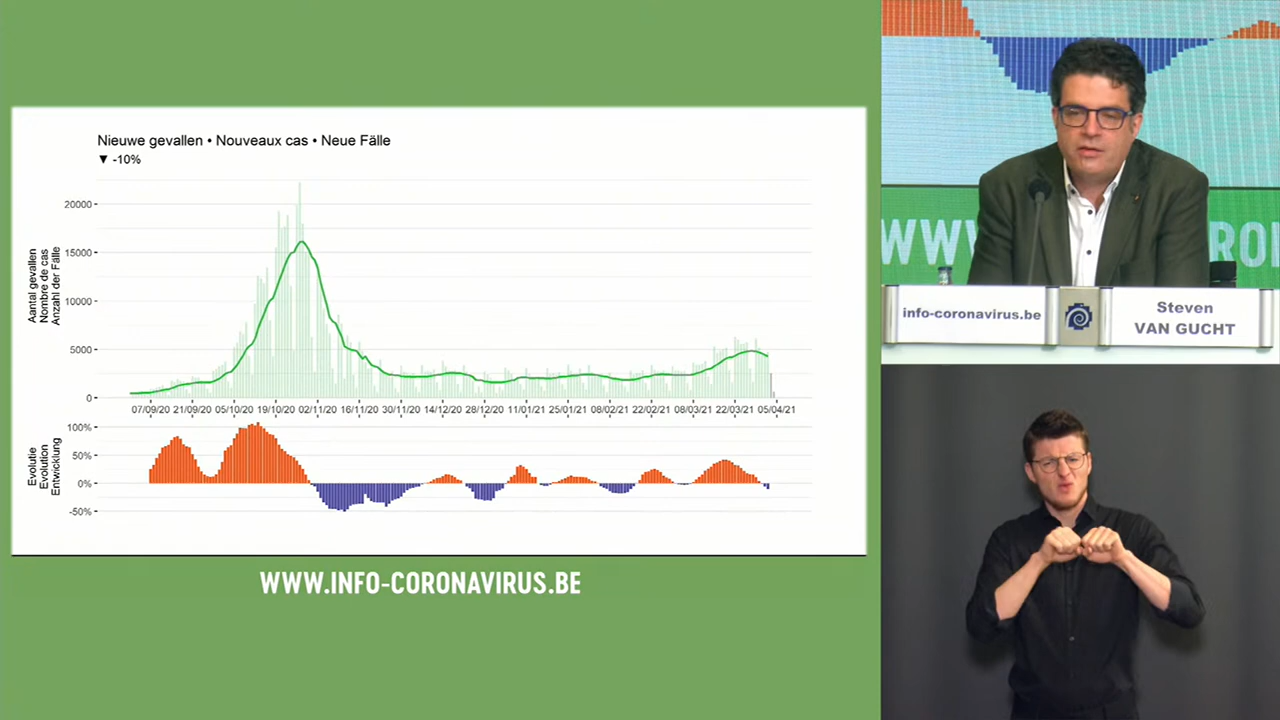 Nieuwe gevallen • Nouveaux cas • Neue Fälle
▼ -10%
Aantal gevallen
Nombre de cas
Anzahl der Fälle
20000
15000
10000
5000
0
07/09/20 21/09/20 05/10/20 19/10/20 02/11/20 16/11/20 30/11/20 14/12/20 28/12/20 11/01/21 25/01/21 08/02/21 22/02/21 08/03/21 22/03/21 05/04/21
Evolutie
Evolution
Entwicklung
100%
50%
0%
-50%
WWW.INFO-CORONAVIRUS.BE
info-coronavirus.be
Steven
VAN GUCHT